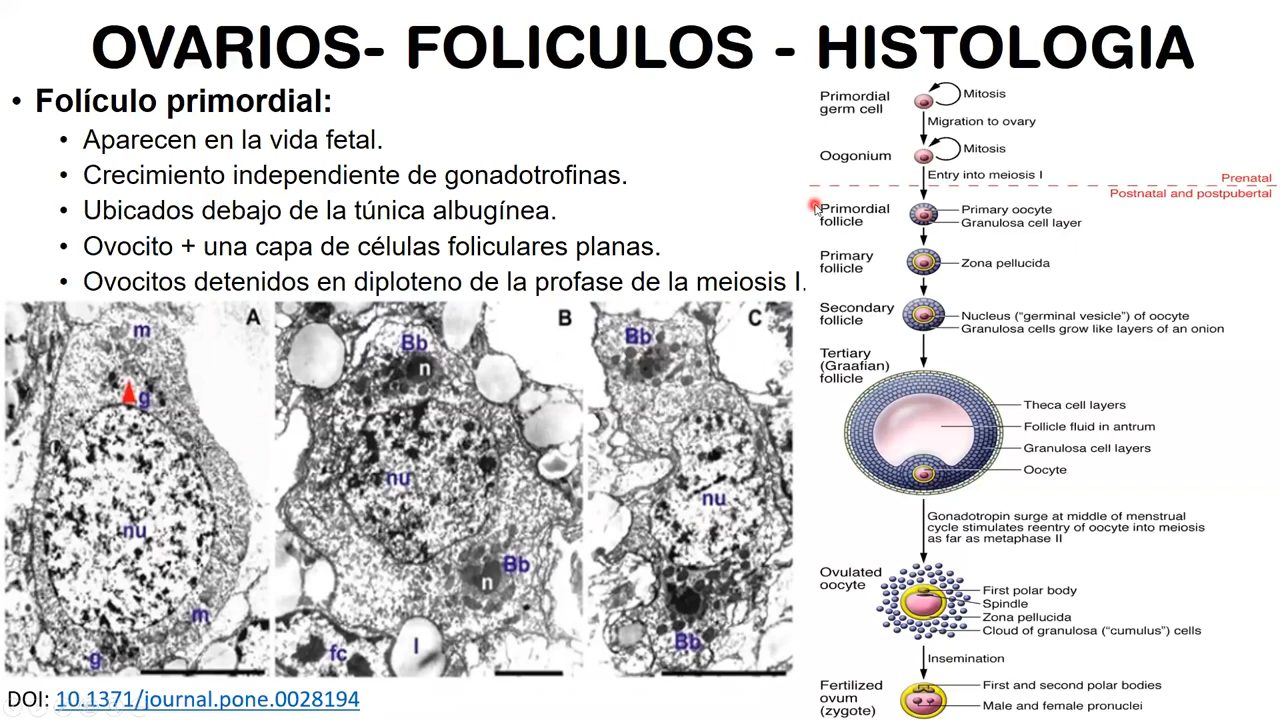 OVARIOS- FOLICULOS - HISTOLOGIA
• Folículo primordial:
• Aparecen en la vida fetal.
• Crecimiento independiente de gonadotrofinas.
• Ubicados debajo de la túnica albugínea.
• Ovocito + una capa de células foliculares planas.
• Ovocitos detenidos en diploteno de la profase de la meiosis I.
A
m
g
nu
m
g
B
Bb
n
nu
Bb
n
fc
l
C
Bb
nu
Bb
DOI: 10.1371/journal.pone.0028194
Primordial
germ cell
Mitosis
Migration to ovary
Oogonium
Mitosis
Entry into meiosis I
Prenatal
Postnatal and postpubertal
Primordial
follicle
Primary oocyte
Granulosa cell layer
Primary
follicle
Zona pellucida
Secondary
follicle
Nucleus ("germinal vesicle") of oocyte
Granulosa cells grow like layers of an onion
Tertiary
(Graafian)
follicle
Theca cell layers
Follicle fluid in antrum
Granulosa cell layers
Oocyte
Gonadotropin surge at middle of menstrual
cycle stimulates reentry of oocyte into meiosis
as far as metaphase II
Ovulated
oocyte
First polar body
Spindle
Zona pellucida
Cloud of granulosa ("cumulus") cells
Insemination
Fertilized
ovum
(zygote)
First and second polar bodies
Male and female pronuclei